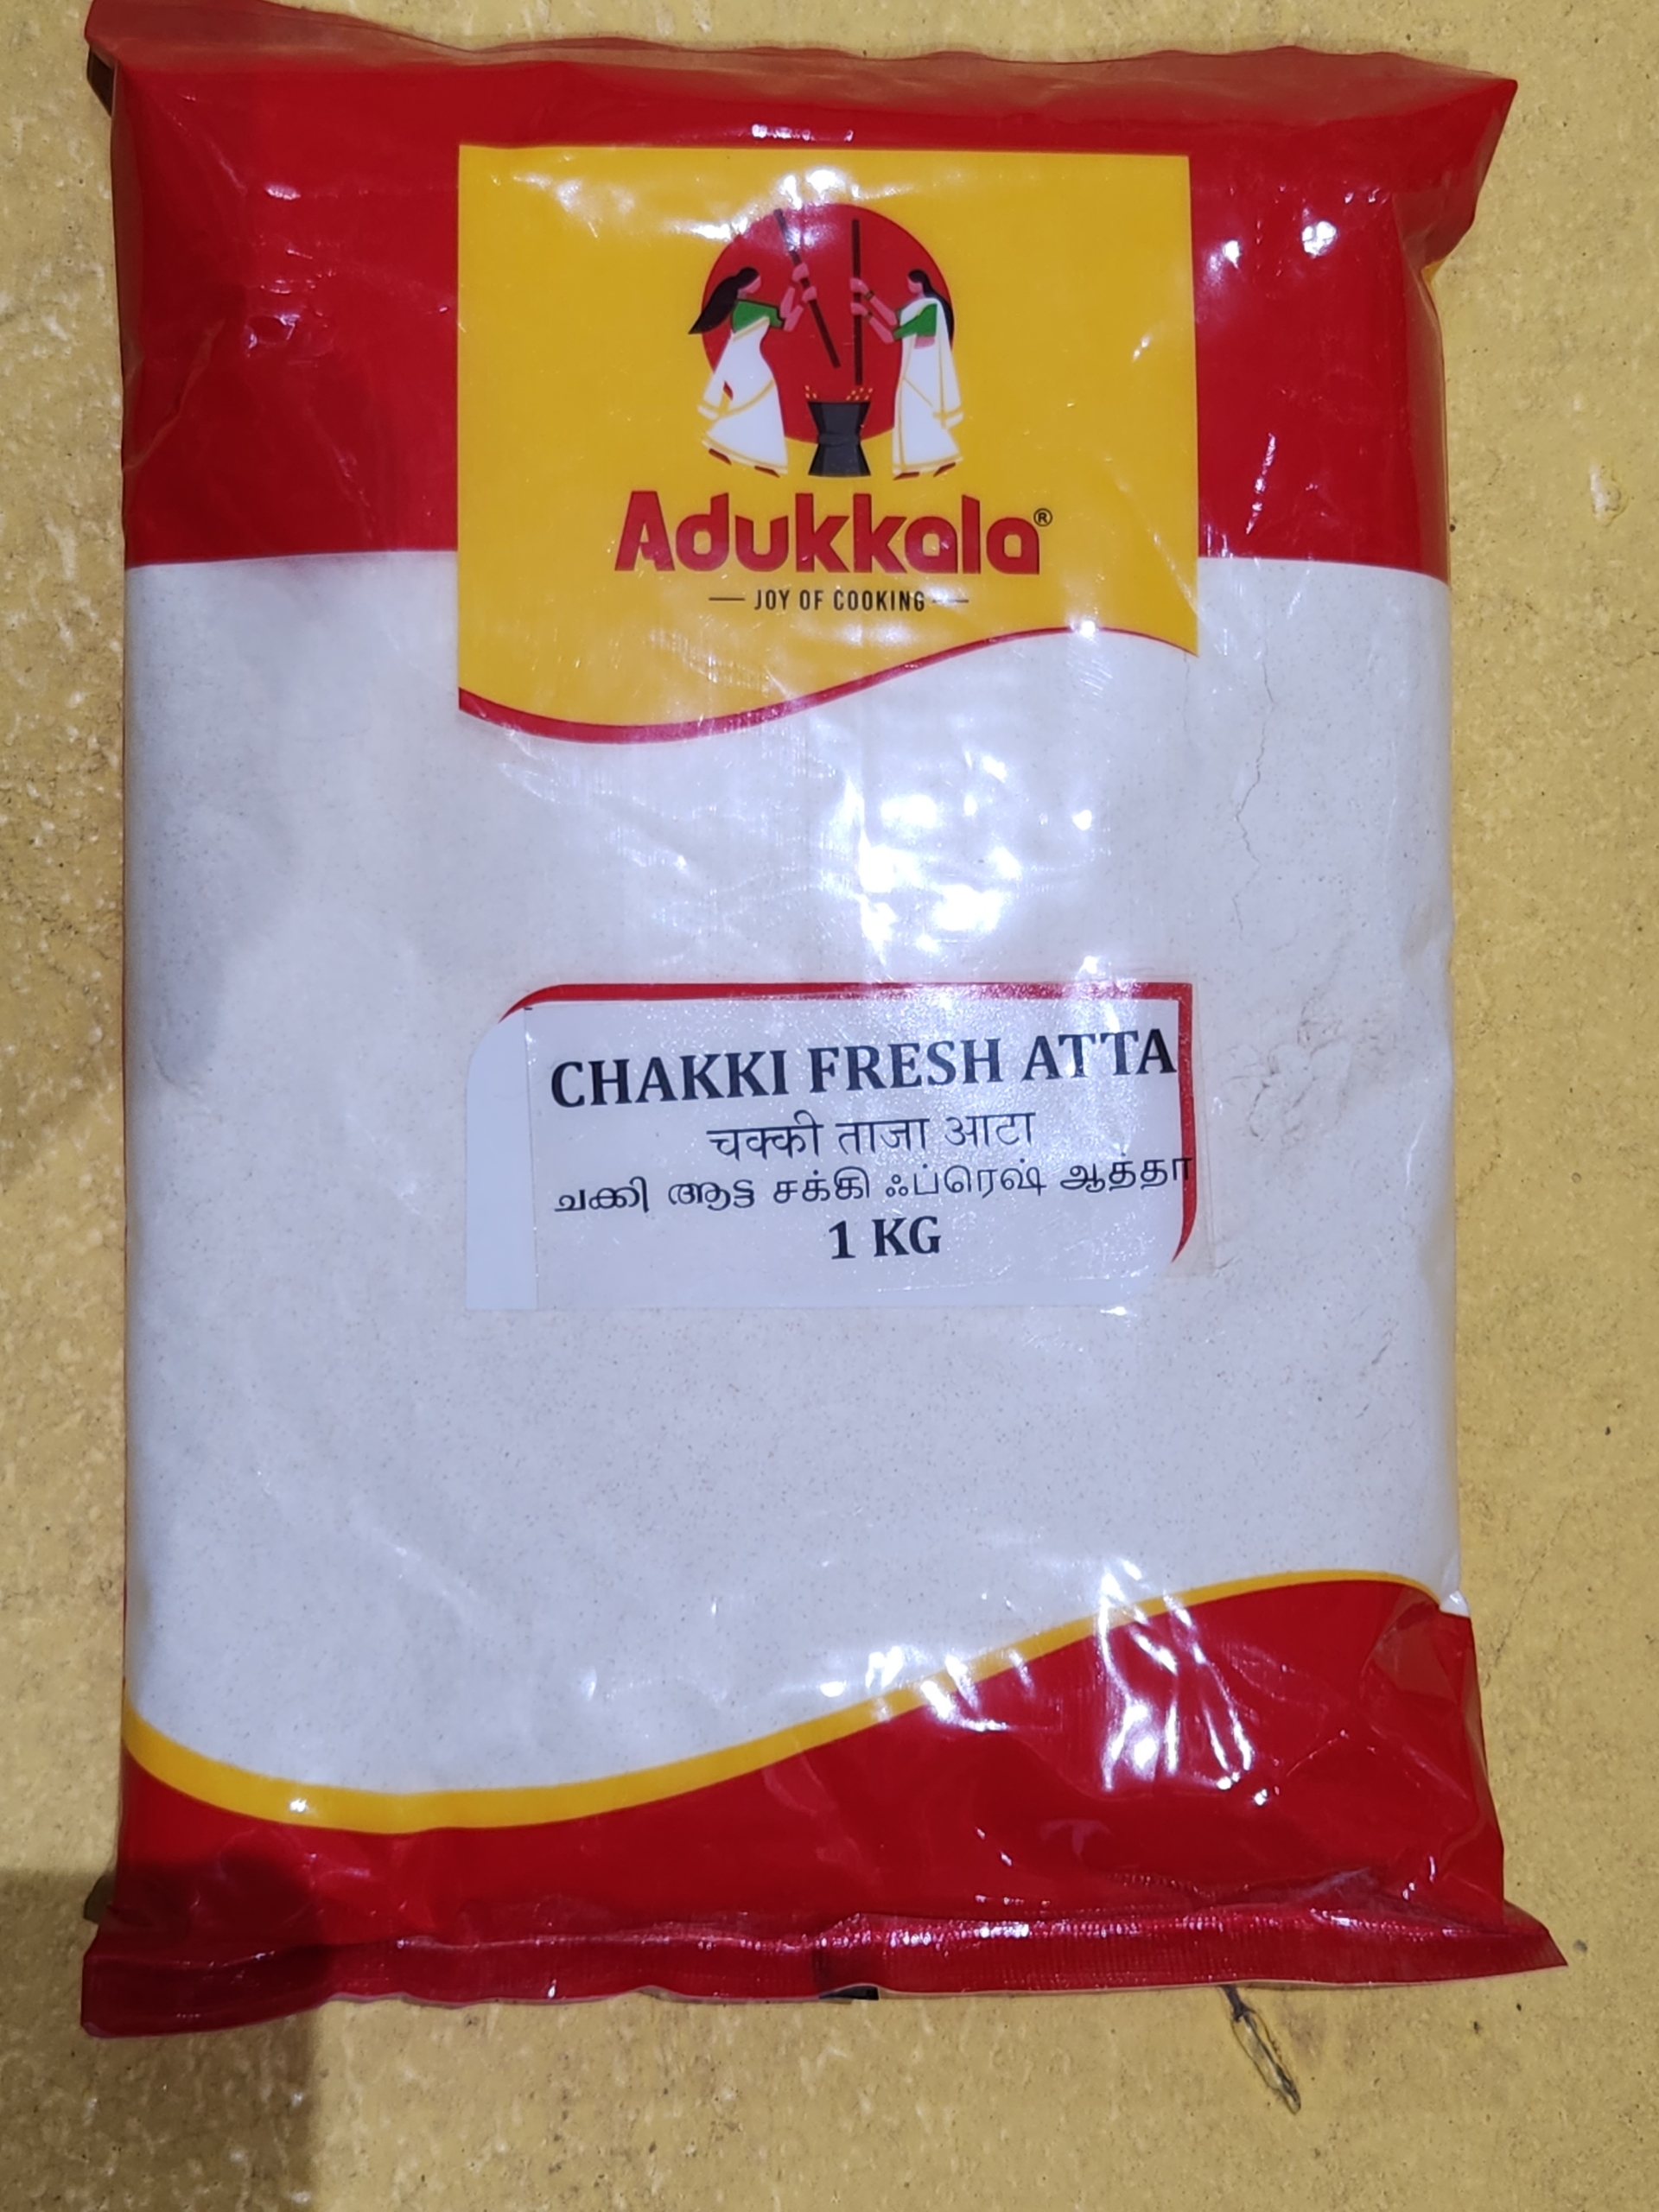 Adukkala®
JOY OF COOKING
CHAKKI FRESH ATTA
चक्की ताजा आटा
ചക്കി ആട്ട சக்கி ஃப்ரெஷ் ஆத்தா
1 KG